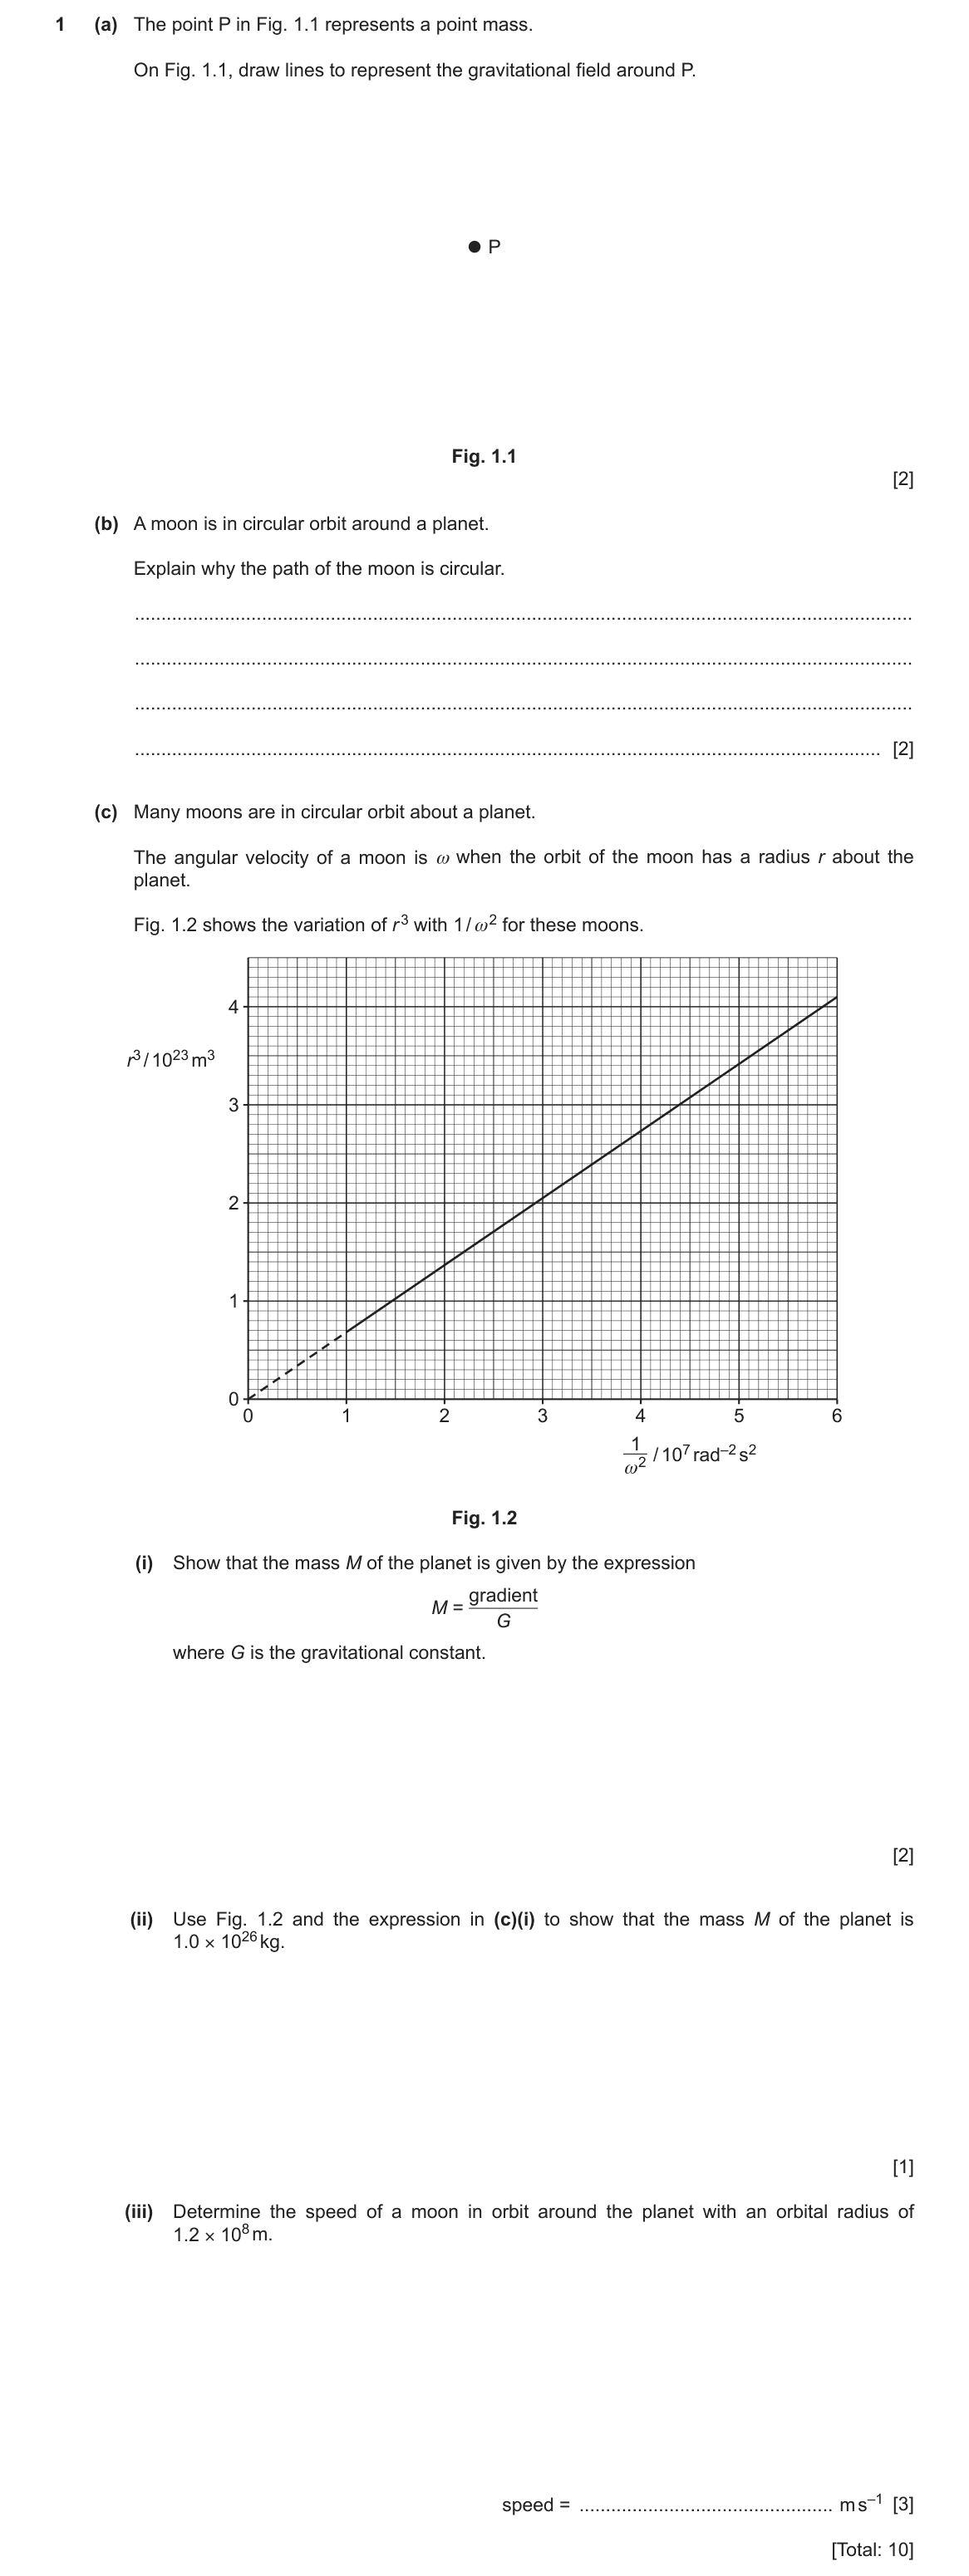 1 (a) The point P in Fig. 1.1 represents a point mass.
On Fig. 1.1, draw lines to represent the gravitational field around P.
P
Fig. 1.1
[2]
(b) A moon is in circular orbit around a planet.
Explain why the path of the moon is circular.
..........
..........
..........
.......... [2]
(c) Many moons are in circular orbit about a planet.
The angular velocity of a moon is ω when the orbit of the moon has a radius r about the
planet.
Fig. 1.2 shows the variation of r³ with 1/ω² for these moons.
4
r³/10²³ m³
3
2
1
0
0 1 2 3 4 5 6
1/ω² /10⁷ rad⁻² s²
Fig. 1.2
(i) Show that the mass M of the planet is given by the expression
M = gradient/G
where G is the gravitational constant.
[2]
(ii) Use Fig. 1.2 and the expression in (c)(i) to show that the mass M of the planet is
1.0 × 10²⁶ kg.
[1]
(iii) Determine the speed of a moon in orbit around the planet with an orbital radius of
1.2 × 10⁸ m.
speed = .......... m s⁻¹ [3]
[Total: 10]